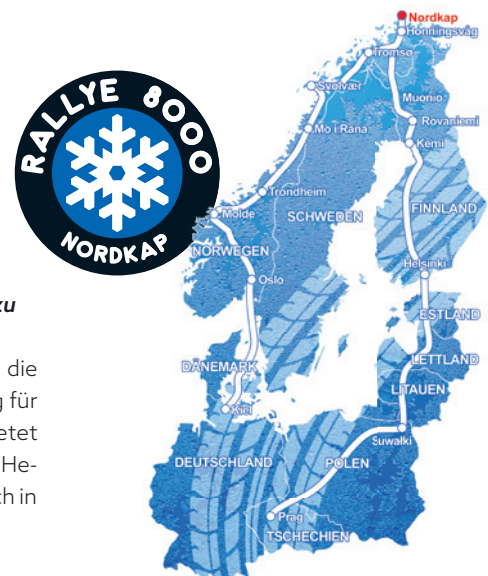 RALLYE 8000
NORDKAP
zu
die
g für
etet
He-
h in
Nordkap
Honningsvåg
Tromsø
Svolvær
Muonio
Mo i Rana
Rovaniemi
Kemi
Trondheim
Molde
SCHWEDEN
FINNLAND
NORWEGEN
Oslo
Helsinki
ESTLAND
LETTLAND
DÄNEMARK
LITAUEN
Kiel
Suwalki
DEUTSCHLAND
POLEN
Prag
TSCHECHIEN